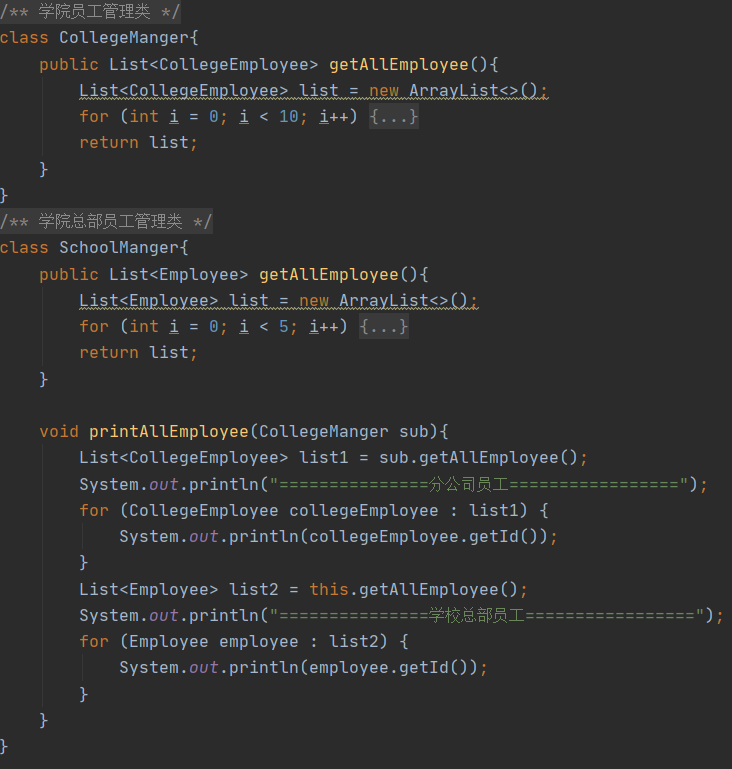 /** 学院员工管理类 */
class CollegeManger{
    public List<CollegeEmployee> getAllEmployee(){
        List<CollegeEmployee> list = new ArrayList<>();
        for (int i = 0; i < 10; i++) {...}
        return list;
    }
}
/** 学院总部员工管理类 */
class SchoolManger{
    public List<Employee> getAllEmployee(){
        List<Employee> list = new ArrayList<>();
        for (int i = 0; i < 5; i++) {...}
        return list;
    }
    void printAllEmployee(CollegeManger sub){
        List<CollegeEmployee> list1 = sub.getAllEmployee();
        System.out.println("===============分公司员工=================");
        for (CollegeEmployee collegeEmployee : list1) {
            System.out.println(collegeEmployee.getId());
        }
        List<Employee> list2 = this.getAllEmployee();
        System.out.println("===============学校总部员工=================");
        for (Employee employee : list2) {
            System.out.println(employee.getId());
        }
    }
}